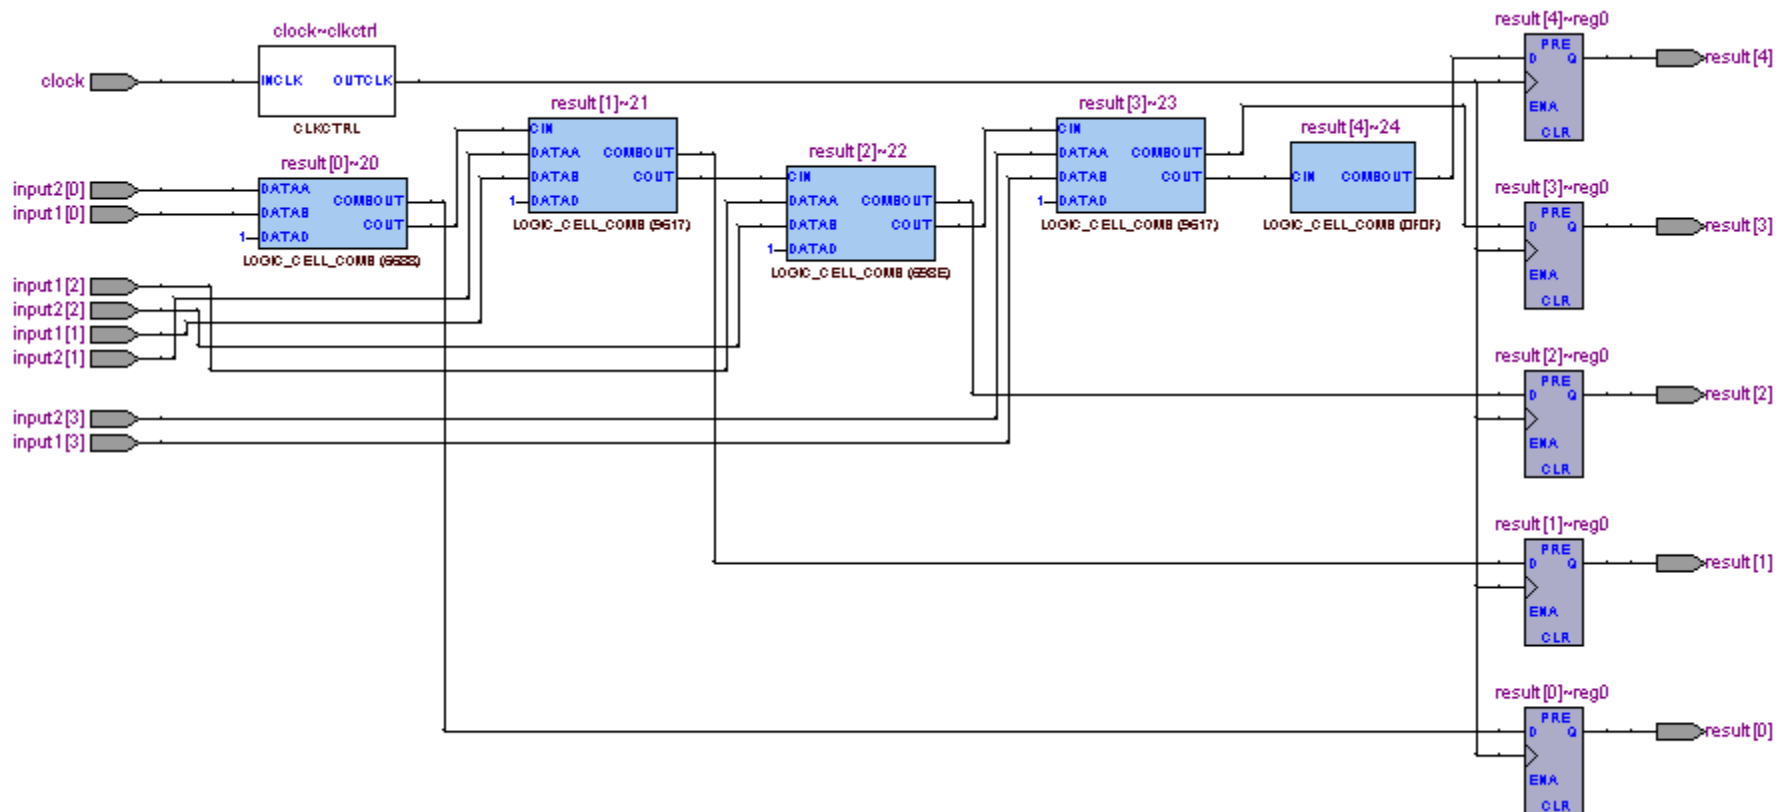 clock
clock~clkctrl
INCLK OUTCLK
CLKCTRL
input2[0]
input1[0]
result[0]~20
DATAA COMBOUT
DATAB COUT
1 DATAD
LOGIC_CELL_COMB (6688)
input1[2]
input2[2]
input1[1]
input2[1]
input2[3]
input1[3]
result[1]~21
CIN
DATAA COMBOUT
DATAB COUT
1 DATAD
LOGIC_CELL_COMB (9617)
result[2]~22
CIN
DATAA COMBOUT
DATAB COUT
1 DATAD
LOGIC_CELL_COMB (698E)
result[3]~23
CIN
DATAA COMBOUT
DATAB COUT
1 DATAD
LOGIC_CELL_COMB (9617)
result[4]~24
CIN COMBOUT
LOGIC_CELL_COMB (0F0F)
result[4]~reg0
PRE
D Q
ENA
CLR
result[4]
result[3]~reg0
PRE
D Q
ENA
CLR
result[3]
result[2]~reg0
PRE
D Q
ENA
CLR
result[2]
result[1]~reg0
PRE
D Q
ENA
CLR
result[1]
result[0]~reg0
PRE
D Q
ENA
CLR
result[0]